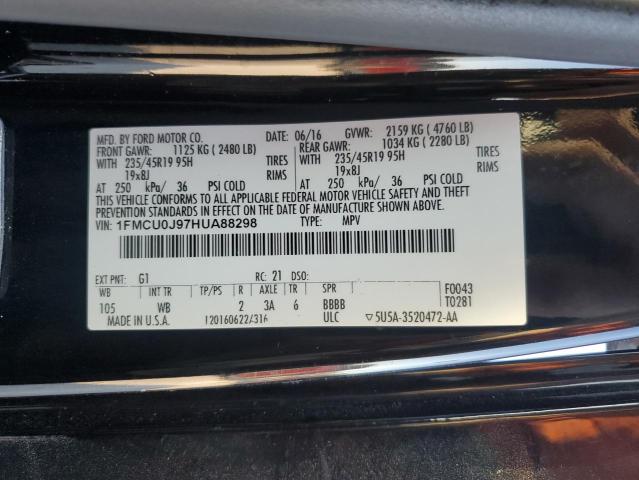 MFD. BY FORD MOTOR CO. 06/16 GVWR: 2159 KG ( 4760 LB)
FRONT GAWR: 1125 KG ( 2480 LB) REAR GAWR: 1034 KG ( 2280 LB)
WITH 235/45R19 95H TIRES WITH 235/45R19 95H TIRES
19x8J RIMS 19x8J RIMS
AT 250 kPa/ 36 PSI COLD AT 250 kPa/ 36 PSI COLD
THIS VEHICLE CONFORMS TO ALL APPLICABLE FEDERAL MOTOR VEHICLE SAFETY AND THEFT
PREVENTION STANDARDS IN EFFECT ON THE DATE OF MANUFACTURE SHOWN ABOVE.
VIN: 1FMCU0J97HUA88298 TYPE: MPV
EXT PNT: G1 RC: 21 DSO:
WB INT TR TP/PS R AXLE TR SPR F0043
105 WB 2 3A 6 BBBB T0281
MADE IN U.S.A. ULC 5U5A-3520472-AA